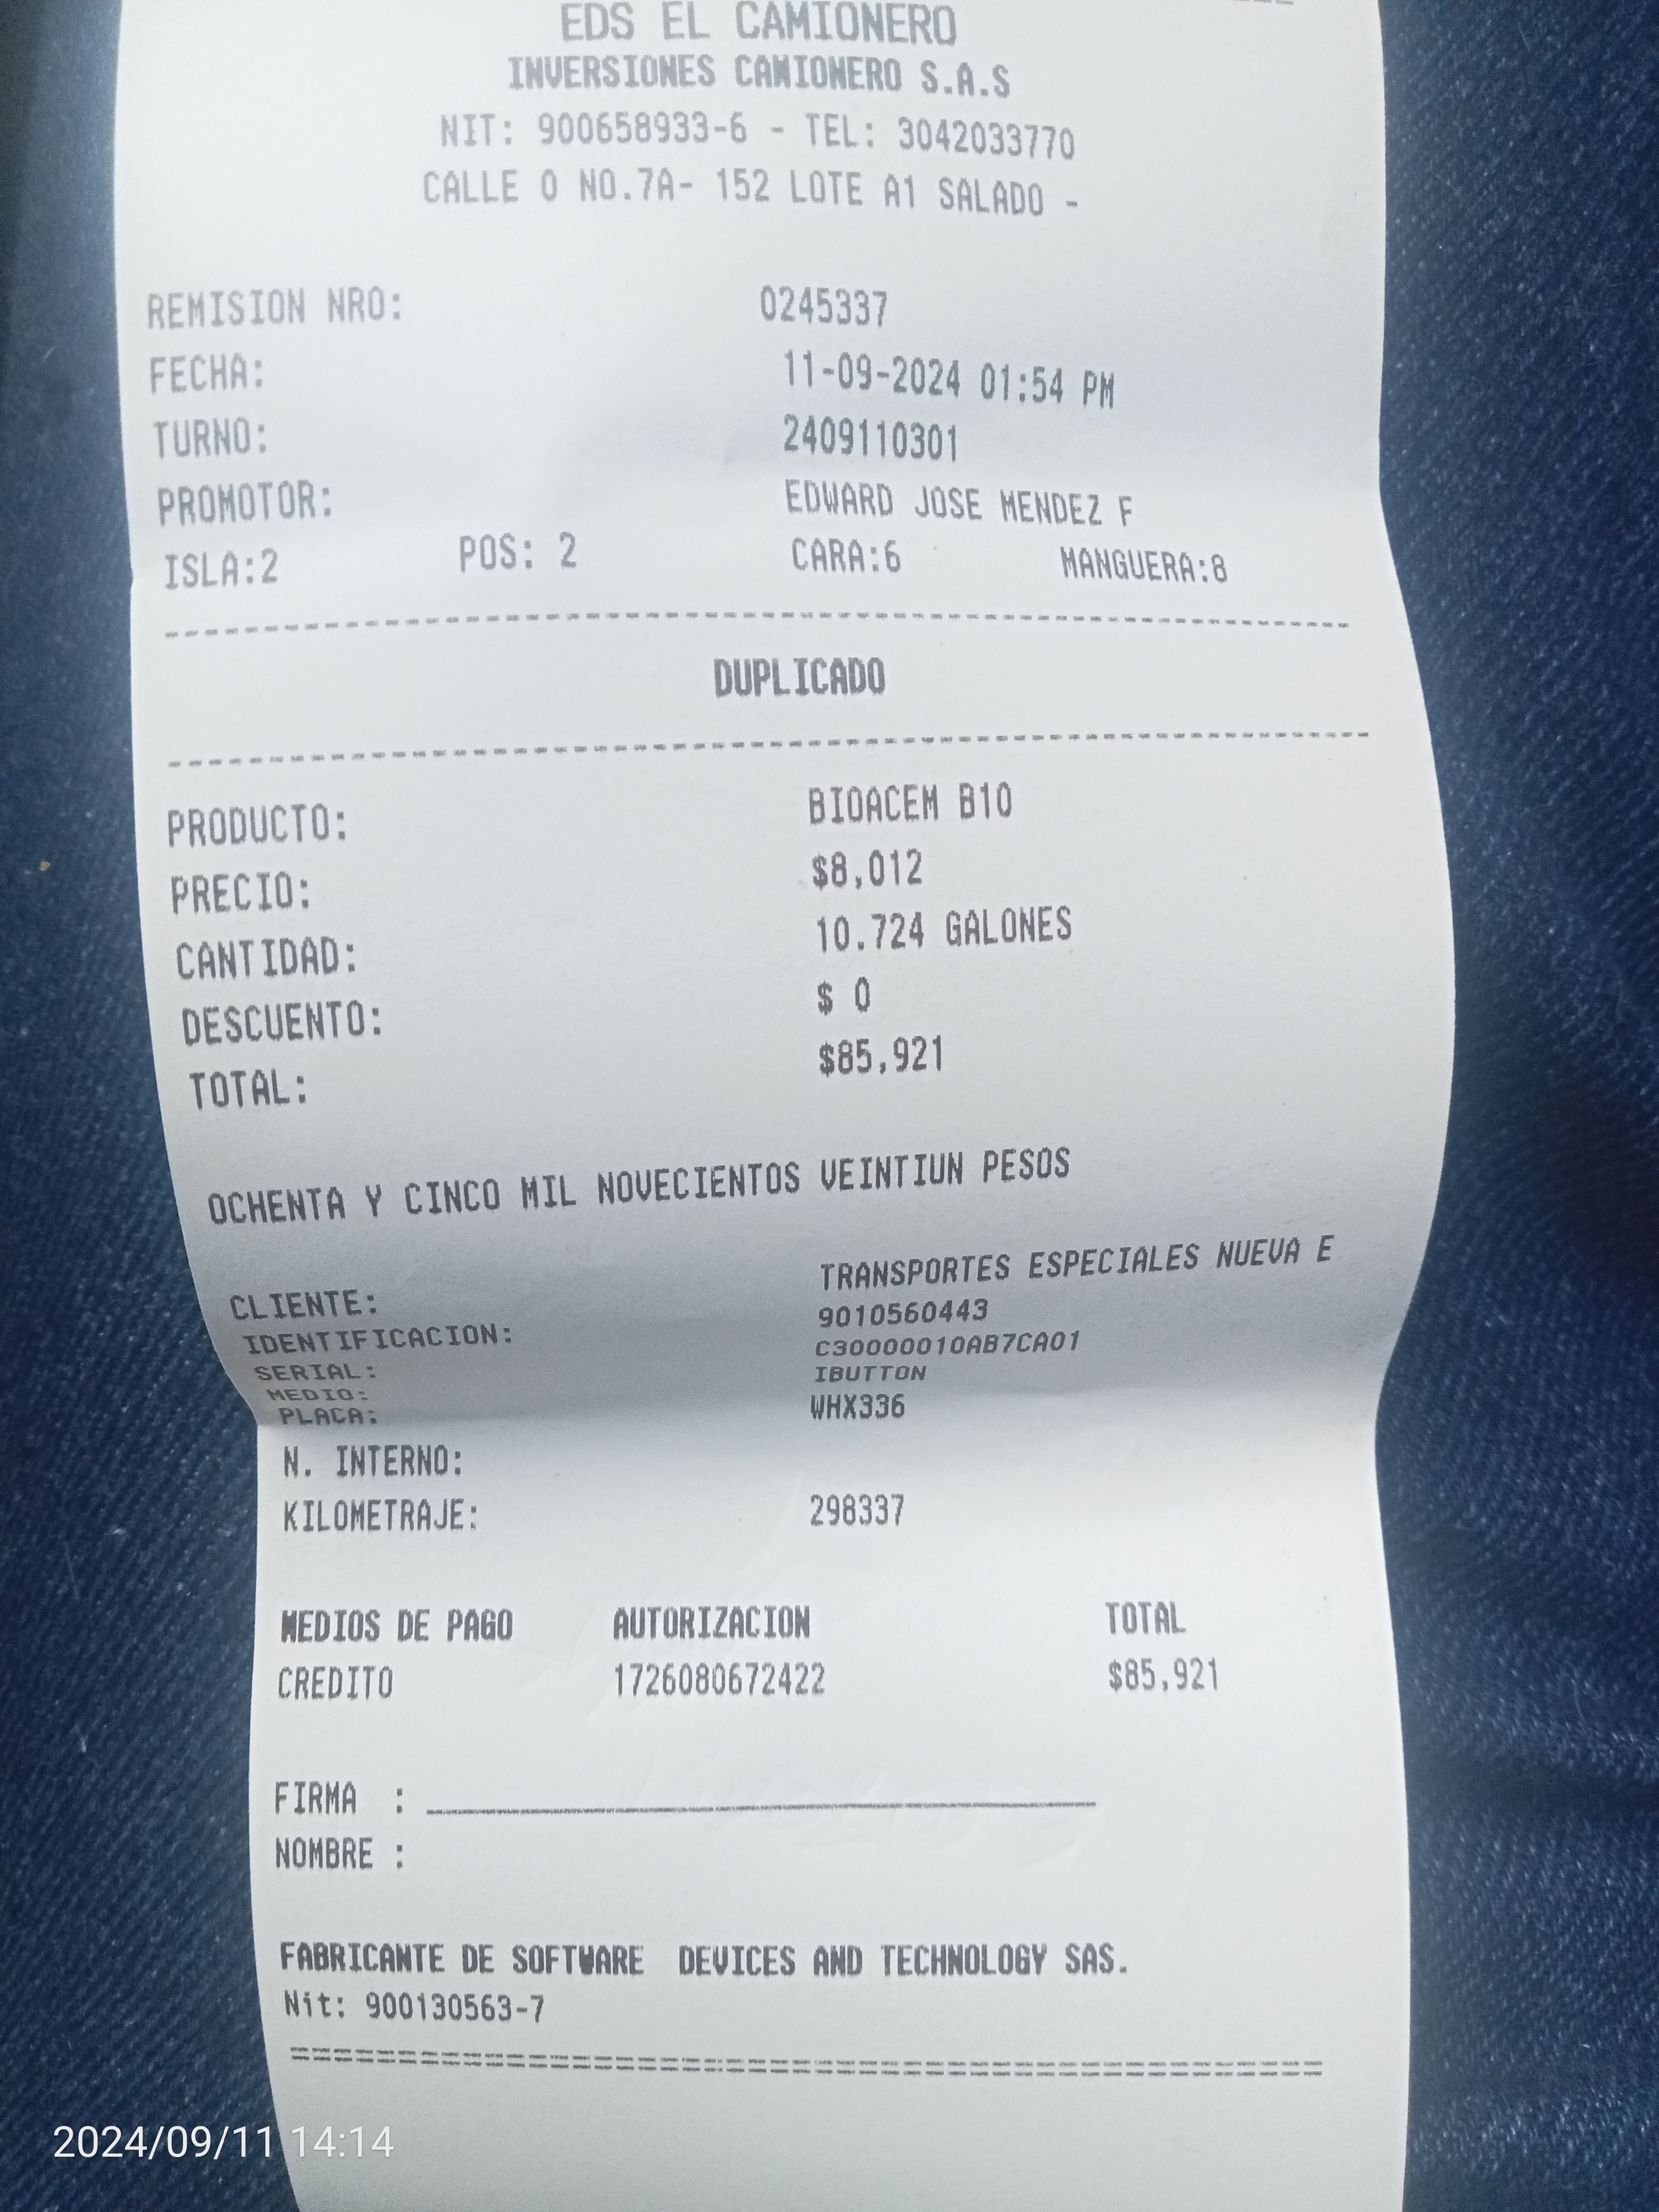 EDS EL CAMIONERO
INVERSIONES CAMIONERO S.A.S
NIT: 900658933-6 - TEL: 3042033770
CALLE 0 NO.7A- 152 LOTE A1 SALADO -
REMISION NRO: 0245337
FECHA: 11-09-2024 01:54 PM
TURNO: 2409110301
PROMOTOR: EDWARD JOSE MENDEZ F
ISLA:2 POS: 2 CARA:6 MANGUERA:8
DUPLICADO
PRODUCTO: BIOACEM B10
PRECIO: $8,012
CANTIDAD: 10.724 GALONES
DESCUENTO: $ 0
TOTAL: $85,921
OCHENTA Y CINCO MIL NOVECIENTOS VEINTIUN PESOS
CLIENTE: TRANSPORTES ESPECIALES NUEVA E
IDENTIFICACION: 9010560443
SERIAL: C30000010AB7CA01
MEDIO: IBUTTON
PLACA: WHX336
N. INTERNO:
KILOMETRAJE: 298337
MEDIOS DE PAGO AUTORIZACION TOTAL
CREDITO 1726080672422 $85,921
FIRMA :
NOMBRE :
FABRICANTE DE SOFTWARE DEVICES AND TECHNOLOGY SAS.
Nit: 900130563-7
2024/09/11 14:14